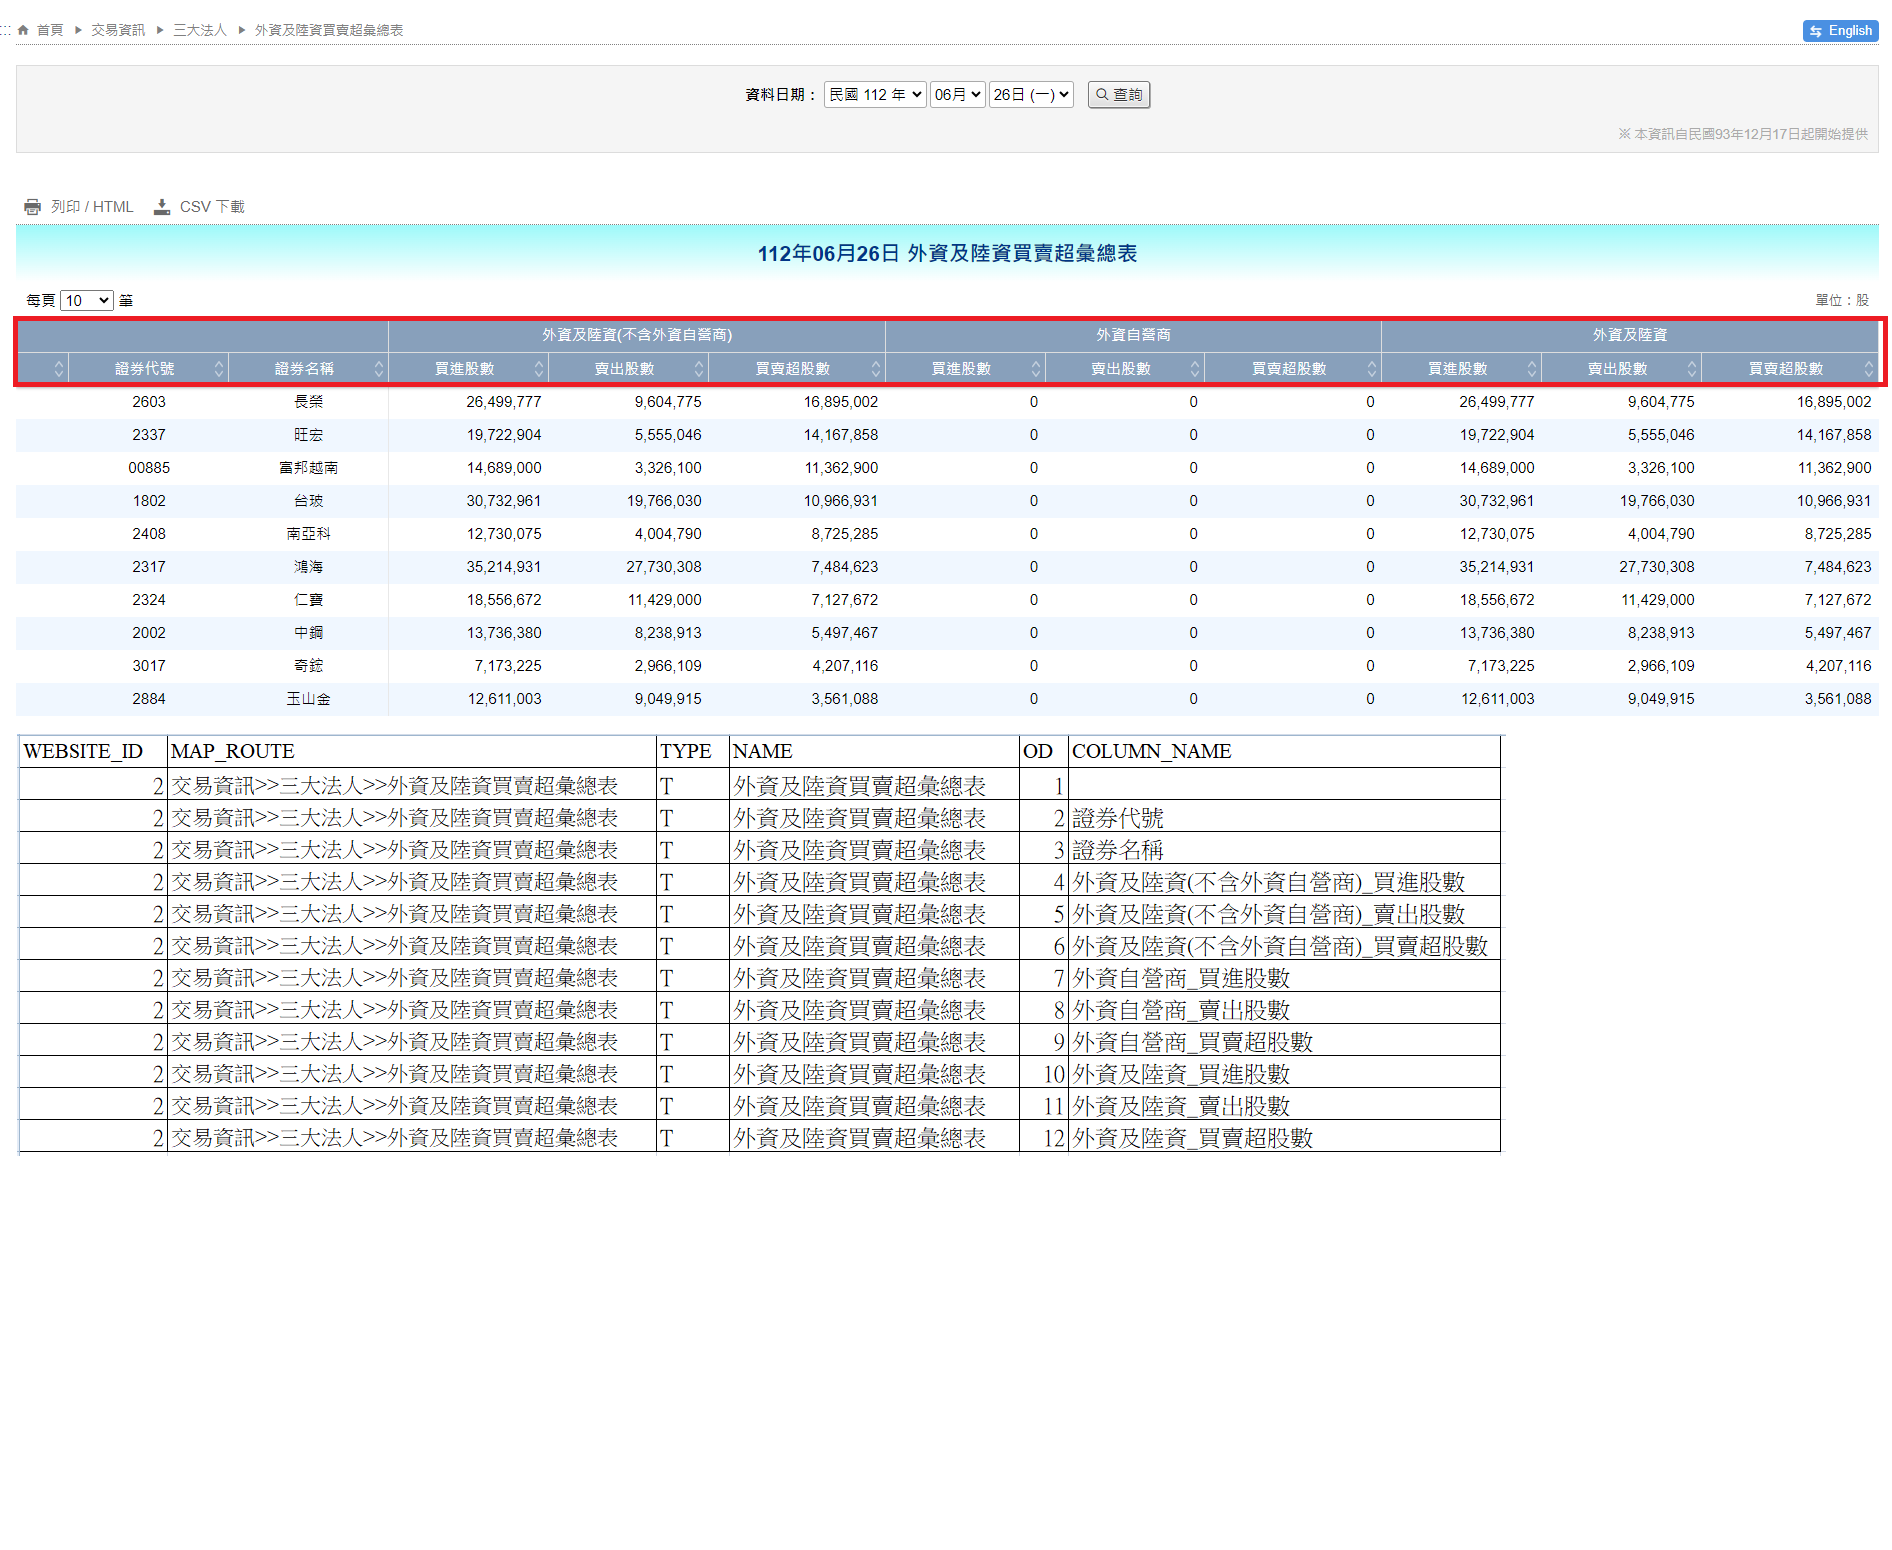 ::: 首頁 ▶ 交易資訊 ▶ 三大法人 ▶ 外資及陸資買賣超彙總表 English
資料日期： 民國 112 年 06月 26日 (一) 查詢
※ 本資訊自民國93年12月17日起開始提供
列印 / HTML CSV 下載
112年06月26日 外資及陸資買賣超彙總表
每頁 10 筆 單位：股
外資及陸資(不含外資自營商) 外資自營商 外資及陸資
證券代號 證券名稱 買進股數 賣出股數 買賣超股數 買進股數 賣出股數 買賣超股數 買進股數 賣出股數 買賣超股數
2603 長榮 26,499,777 9,604,775 16,895,002 0 0 0 26,499,777 9,604,775 16,895,002
2337 旺宏 19,722,904 5,555,046 14,167,858 0 0 0 19,722,904 5,555,046 14,167,858
00885 富邦越南 14,689,000 3,326,100 11,362,900 0 0 0 14,689,000 3,326,100 11,362,900
1802 台玻 30,732,961 19,766,030 10,966,931 0 0 0 30,732,961 19,766,030 10,966,931
2408 南亞科 12,730,075 4,004,790 8,725,285 0 0 0 12,730,075 4,004,790 8,725,285
2317 鴻海 35,214,931 27,730,308 7,484,623 0 0 0 35,214,931 27,730,308 7,484,623
2324 仁寶 18,556,672 11,429,000 7,127,672 0 0 0 18,556,672 11,429,000 7,127,672
2002 中鋼 13,736,380 8,238,913 5,497,467 0 0 0 13,736,380 8,238,913 5,497,467
3017 奇鋐 7,173,225 2,966,109 4,207,116 0 0 0 7,173,225 2,966,109 4,207,116
2884 玉山金 12,611,003 9,049,915 3,561,088 0 0 0 12,611,003 9,049,915 3,561,088
WEBSITE_ID MAP_ROUTE TYPE NAME OD COLUMN_NAME
2 交易資訊>>三大法人>>外資及陸資買賣超彙總表 T 外資及陸資買賣超彙總表 1
2 交易資訊>>三大法人>>外資及陸資買賣超彙總表 T 外資及陸資買賣超彙總表 2 證券代號
2 交易資訊>>三大法人>>外資及陸資買賣超彙總表 T 外資及陸資買賣超彙總表 3 證券名稱
2 交易資訊>>三大法人>>外資及陸資買賣超彙總表 T 外資及陸資買賣超彙總表 4 外資及陸資(不含外資自營商)_買進股數
2 交易資訊>>三大法人>>外資及陸資買賣超彙總表 T 外資及陸資買賣超彙總表 5 外資及陸資(不含外資自營商)_賣出股數
2 交易資訊>>三大法人>>外資及陸資買賣超彙總表 T 外資及陸資買賣超彙總表 6 外資及陸資(不含外資自營商)_買賣超股數
2 交易資訊>>三大法人>>外資及陸資買賣超彙總表 T 外資及陸資買賣超彙總表 7 外資自營商_買進股數
2 交易資訊>>三大法人>>外資及陸資買賣超彙總表 T 外資及陸資買賣超彙總表 8 外資自營商_賣出股數
2 交易資訊>>三大法人>>外資及陸資買賣超彙總表 T 外資及陸資買賣超彙總表 9 外資自營商_買賣超股數
2 交易資訊>>三大法人>>外資及陸資買賣超彙總表 T 外資及陸資買賣超彙總表 10 外資及陸資_買進股數
2 交易資訊>>三大法人>>外資及陸資買賣超彙總表 T 外資及陸資買賣超彙總表 11 外資及陸資_賣出股數
2 交易資訊>>三大法人>>外資及陸資買賣超彙總表 T 外資及陸資買賣超彙總表 12 外資及陸資_買賣超股數